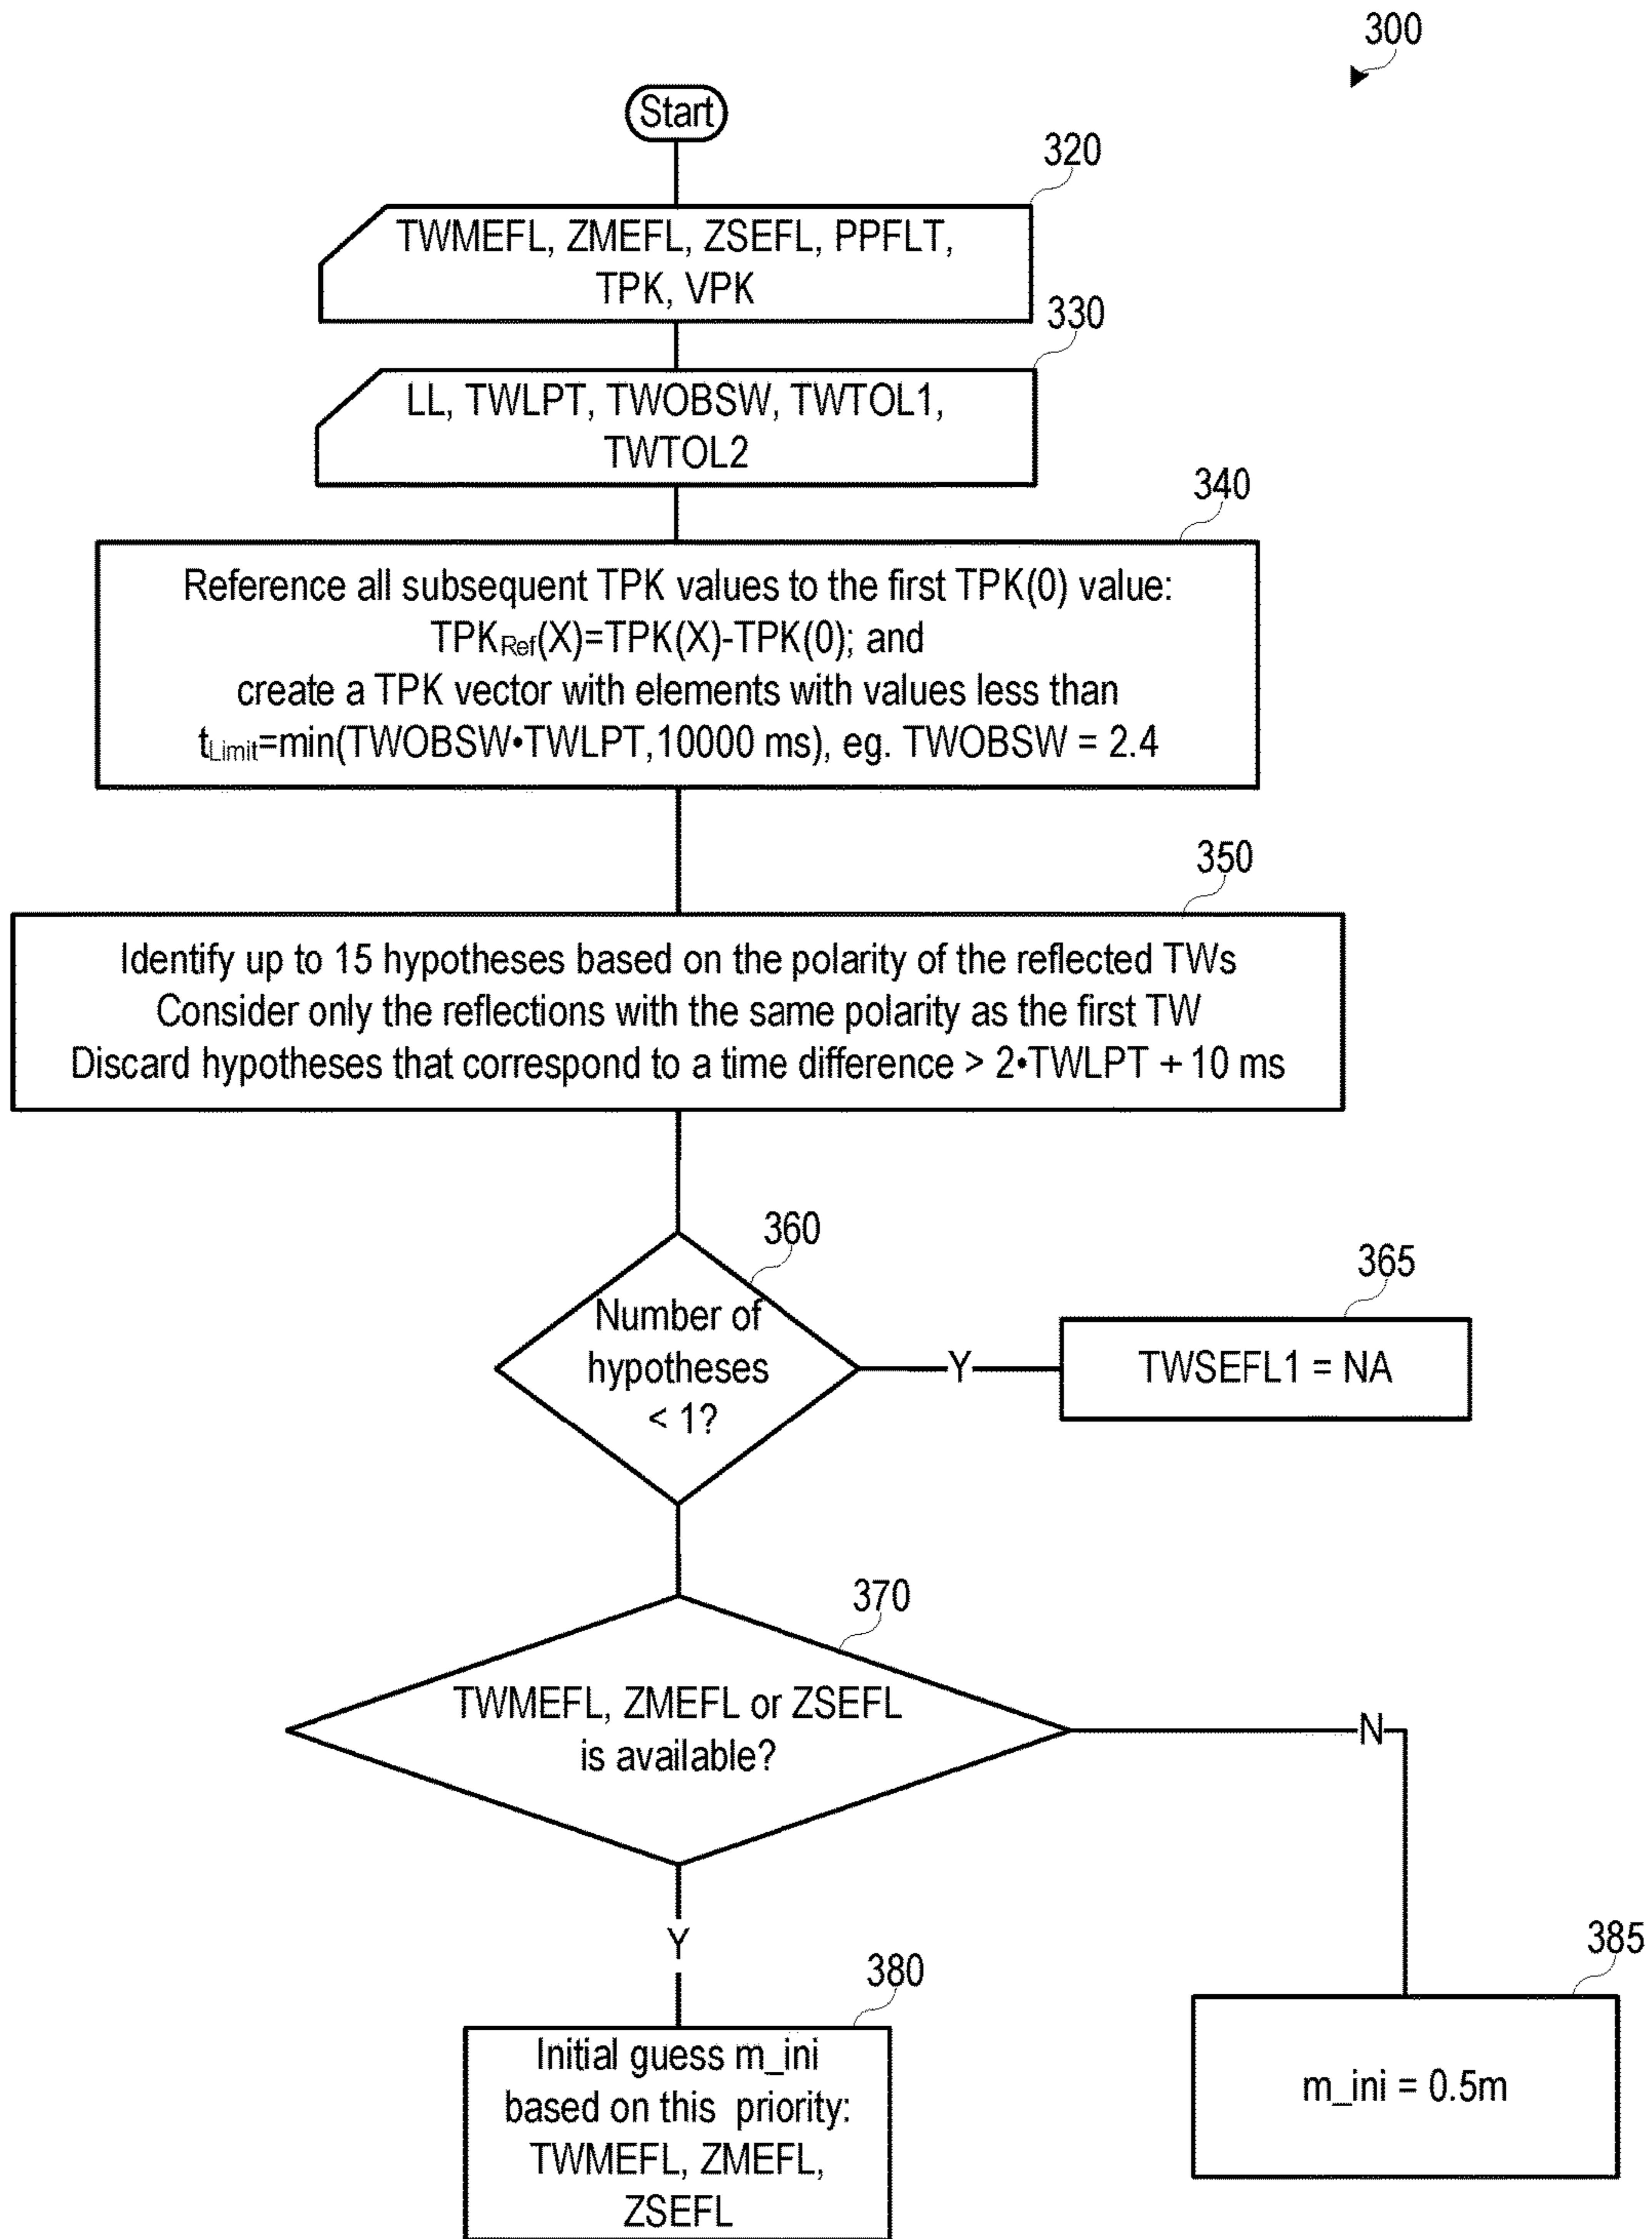 300
Start
320
TWMEFL, ZMEFL, ZSEFL, PPFLT,
TPK, VPK
330
LL, TWLPT, TWOBSW, TWTOL1,
TWTOL2
340
Reference all subsequent TPK values to the first TPK(0) value:
TPKRef(X)=TPK(X)-TPK(0); and
create a TPK vector with elements with values less than
tLimit=min(TWOBSW•TWLPT,10000 ms), eg. TWOBSW = 2.4
350
Identify up to 15 hypotheses based on the polarity of the reflected TWs
Consider only the reflections with the same polarity as the first TW
Discard hypotheses that correspond to a time difference > 2•TWLPT + 10 ms
360
Number of
hypotheses
< 1?
Y
365
TWSEFL1 = NA
370
TWMEFL, ZMEFL or ZSEFL
is available?
N
Y
380
Initial guess m_ini
based on this priority:
TWMEFL, ZMEFL,
ZSEFL
385
m_ini = 0.5m